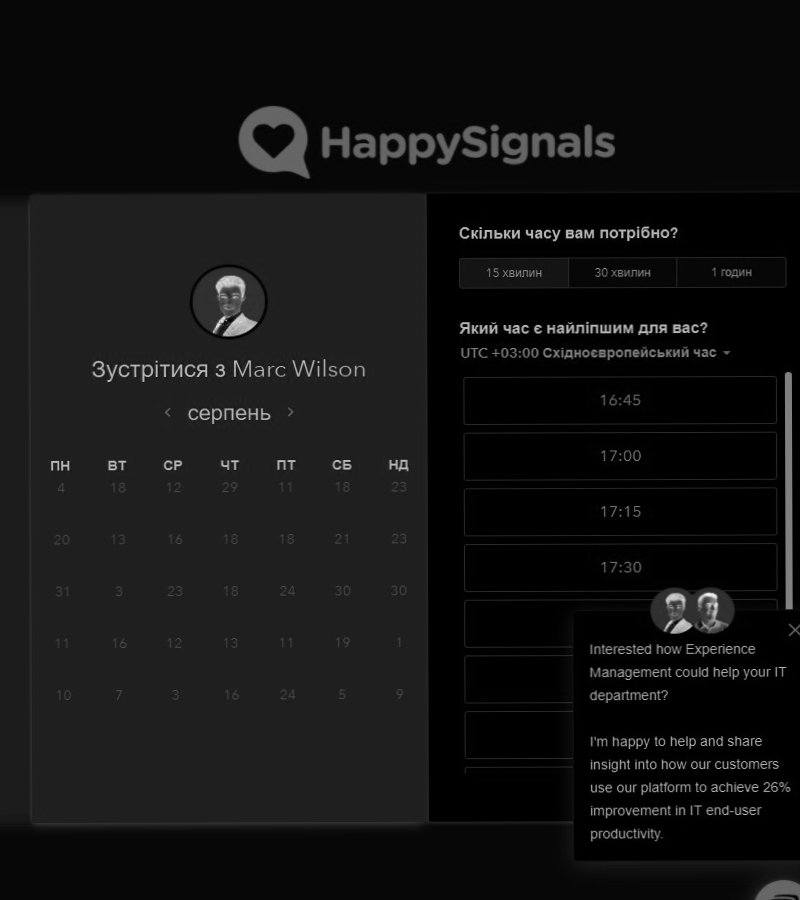 HappySignals
Зустрітися з Marc Wilson
серпень
ПН ВТ СР ЧТ ПТ СБ НД
4 18 12 29 11 18 23
20 13 16 18 18 21 23
31 3 23 18 24 30 30
11 16 12 13 11 19 1
10 7 3 16 24 5 9
Скільки часу вам потрібно?
15 хвилин 30 хвилин 1 годин
Який час є найліпшим для вас?
UTC +03:00 Східноєвропейський час
16:45
17:00
17:15
17:30
Interested how Experience
Management could help your IT
department?
I'm happy to help and share
insight into how our customers
use our platform to achieve 26%
improvement in IT end-user
productivity.